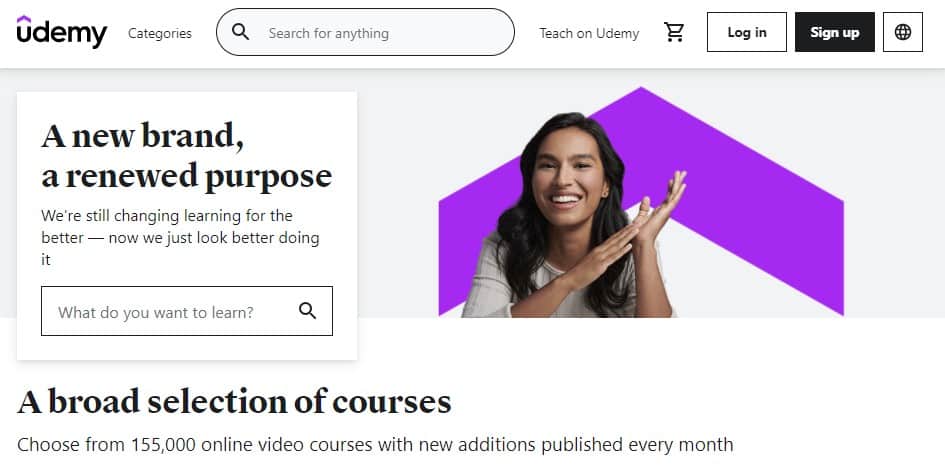 udemy
Categories
Search for anything
Teach on Udemy
Log in
Sign up
A new brand,
a renewed purpose
We're still changing learning for the
better — now we just look better doing
it
What do you want to learn?
A broad selection of courses
Choose from 155,000 online video courses with new additions published every month